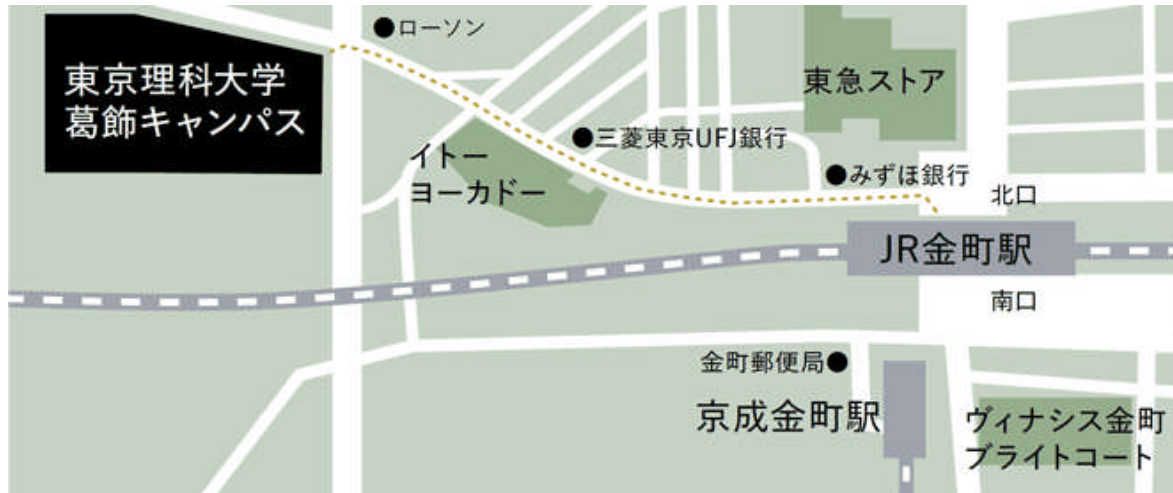 ローソン
東京理科大学
葛飾キャンパス
東急ストア
三菱東京UFJ銀行
イトー
ヨーカドー
みずほ銀行
北口
JR金町駅
南口
金町郵便局
京成金町駅
ヴィナシス金町
ブライトコート